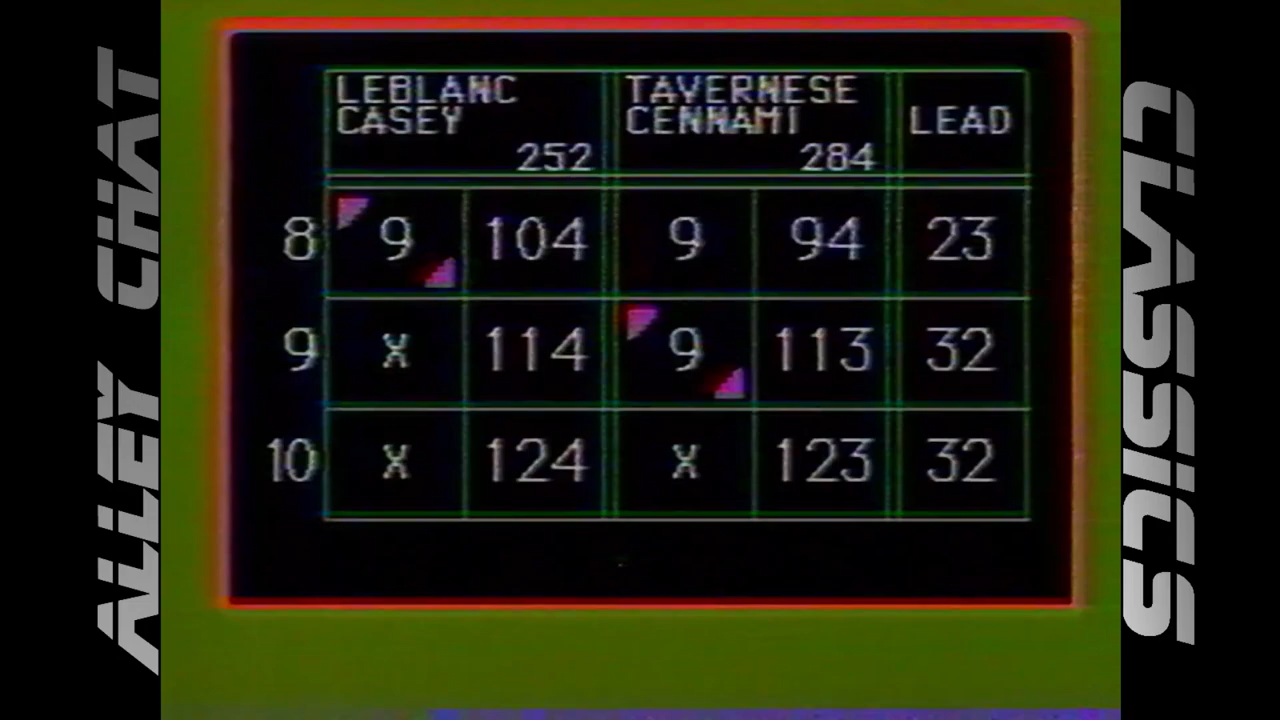 ALLEY CHAT
LEBLANC
CASEY
252
TAVERNESE
CENNAMI
284
LEAD
8 9 104 9 94 23
9 X 114 9 113 32
10 X 124 X 123 32
CLASSICS